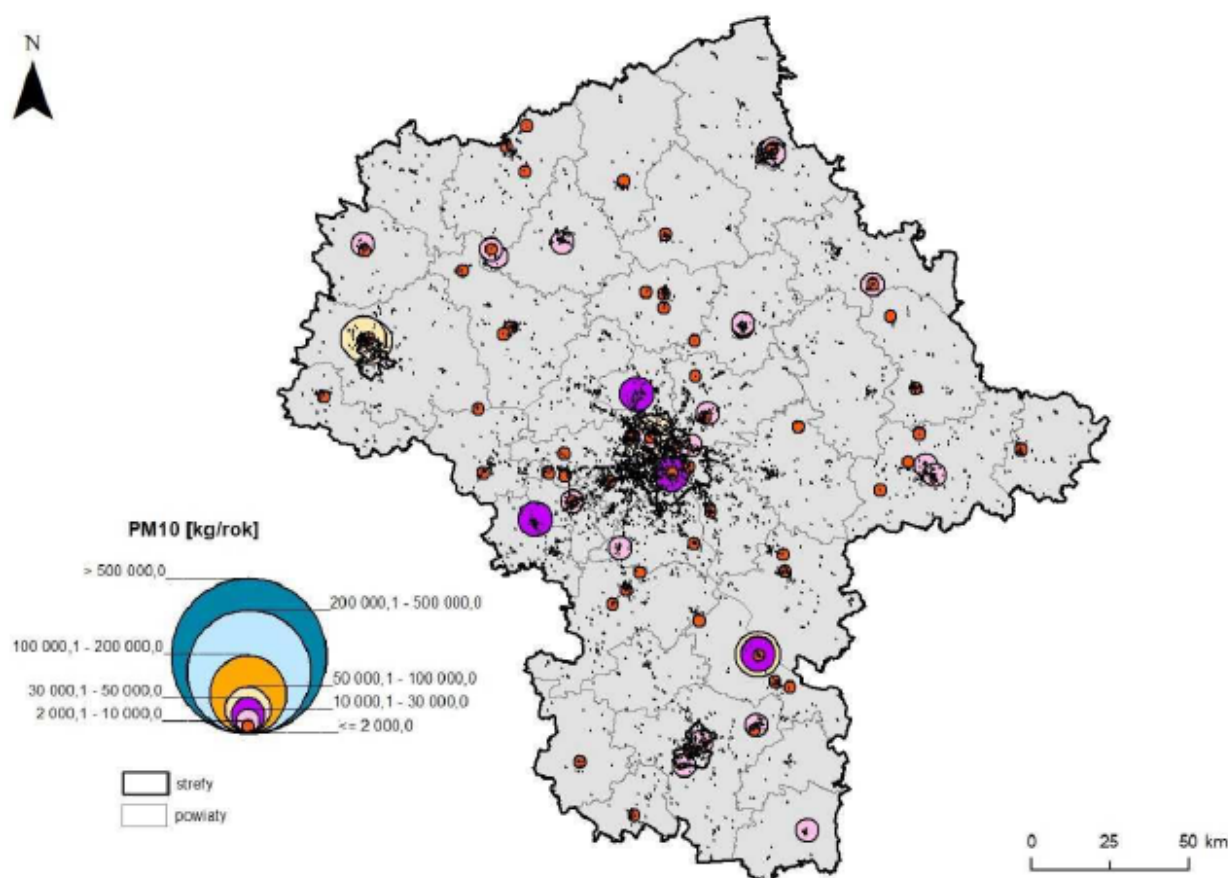 N
PM10 [kg/rok]
> 500 000,0
200 000,1 - 500 000,0
100 000,1 - 200 000,0
50 000,1 - 100 000,0
30 000,1 - 50 000,0
10 000,1 - 30 000,0
2 000,1 - 10 000,0
<= 2 000,0
strefy
powiaty
0 25 50 km